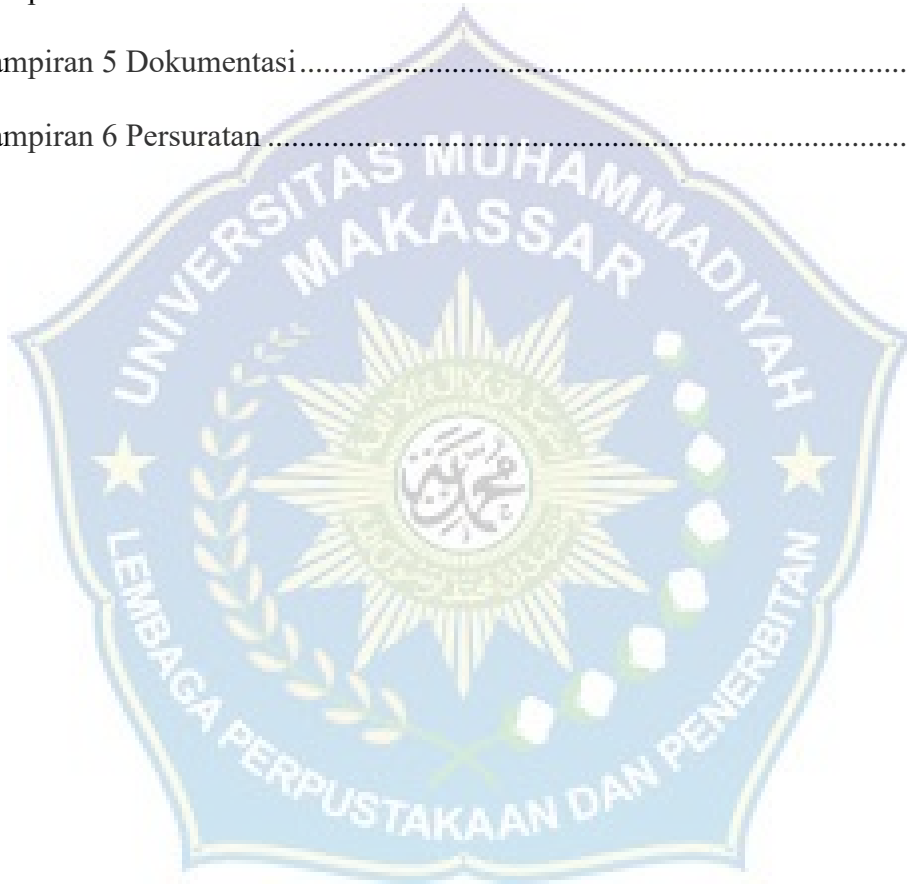 ampiran 5 Dokumentasi
ampiran 6 Persuratan
UNIVERSITAS MUHAMMADIYAH
MAKASSAR
LEMBAGA PERPUSTAKAAN DAN PENERBITAN